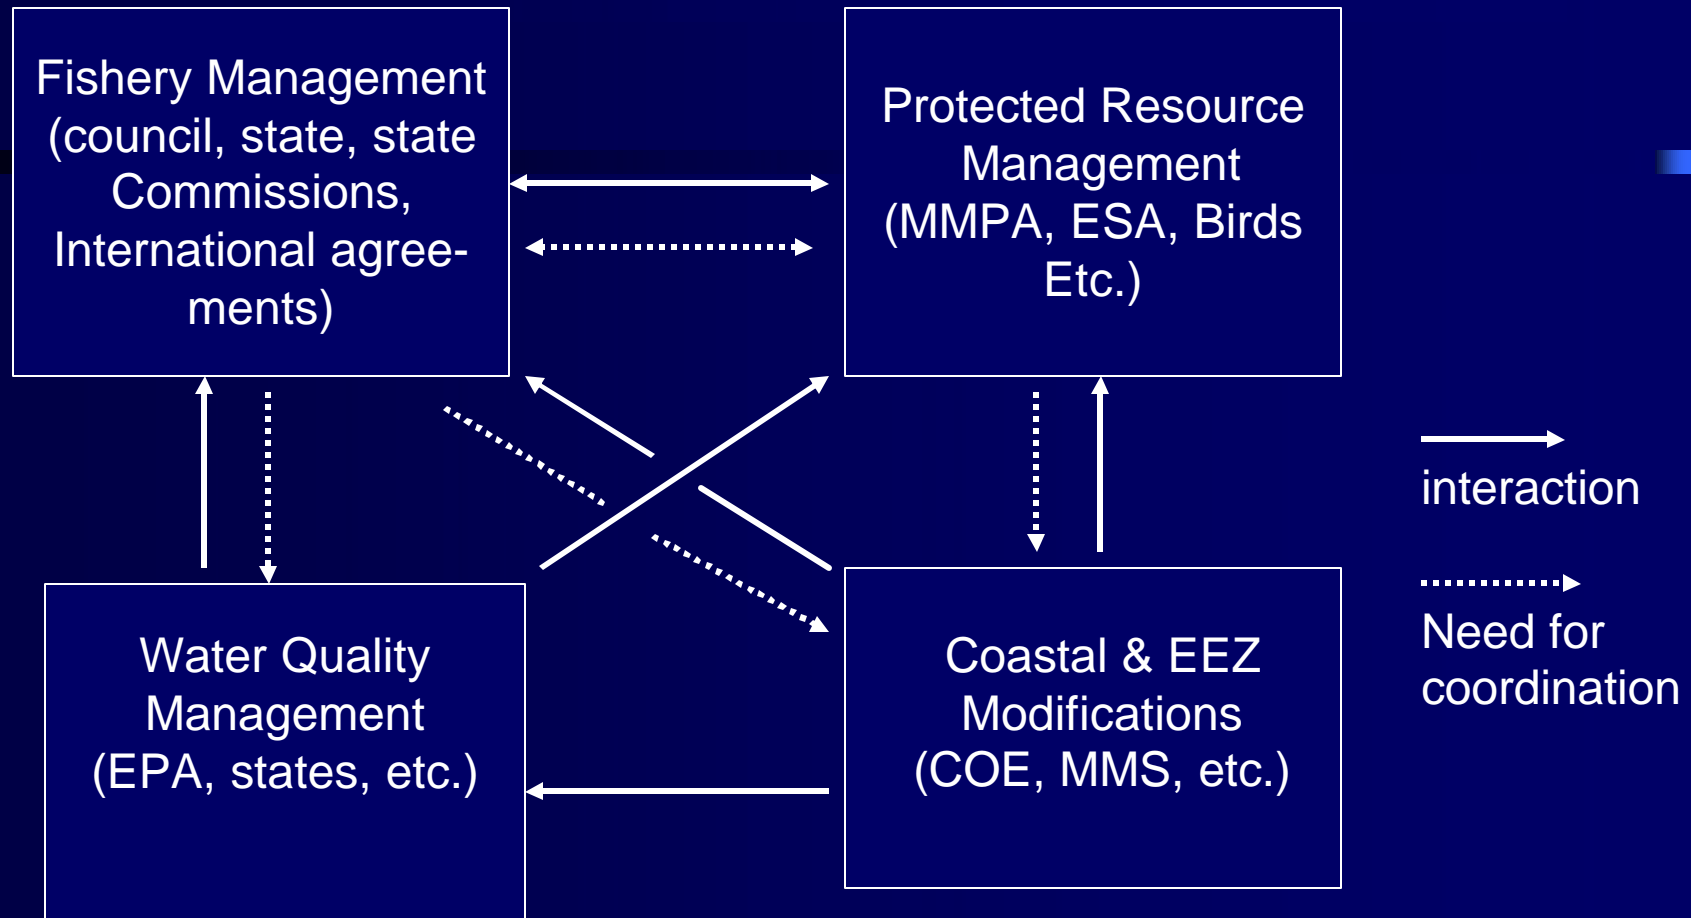 Fishery Management
(council, state, state
Commissions,
International agree-
ments)
Protected Resource
Management
(MMPA, ESA, Birds
Etc.)
interaction
Need for
coordination
Water Quality
Management
(EPA, states, etc.)
Coastal & EEZ
Modifications
(COE, MMS, etc.)